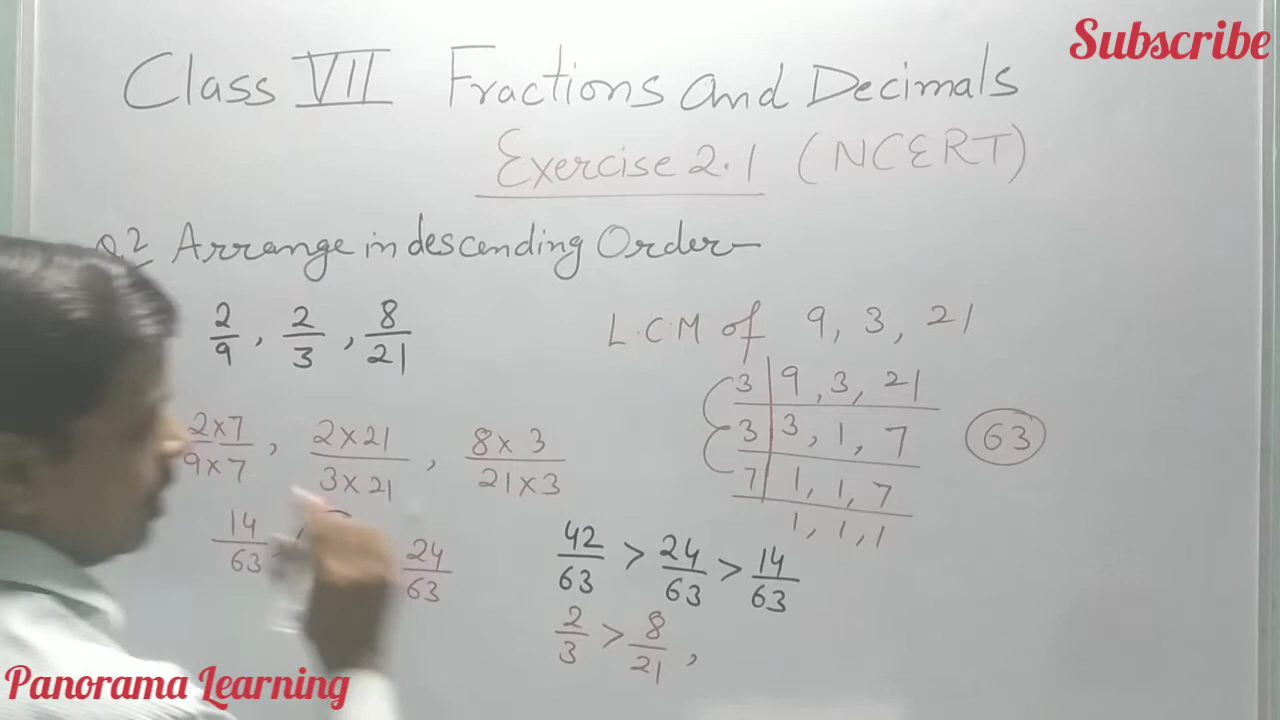 Subscribe
Class VII Fractions and Decimals
Exercise 2.1 (NCERT)
Q.2 Arrange in descending Order—
2/9, 2/3, 8/21
L.C.M of 9, 3, 21
3 | 9, 3, 21
3 | 3, 1, 7
7 | 1, 1, 7
1, 1, 1
63
2×7/9×7, 2×21/3×21, 8×3/21×3
14/63, 24/63
42/63 > 24/63 > 14/63
2/3 > 8/21,
Panorama Learning